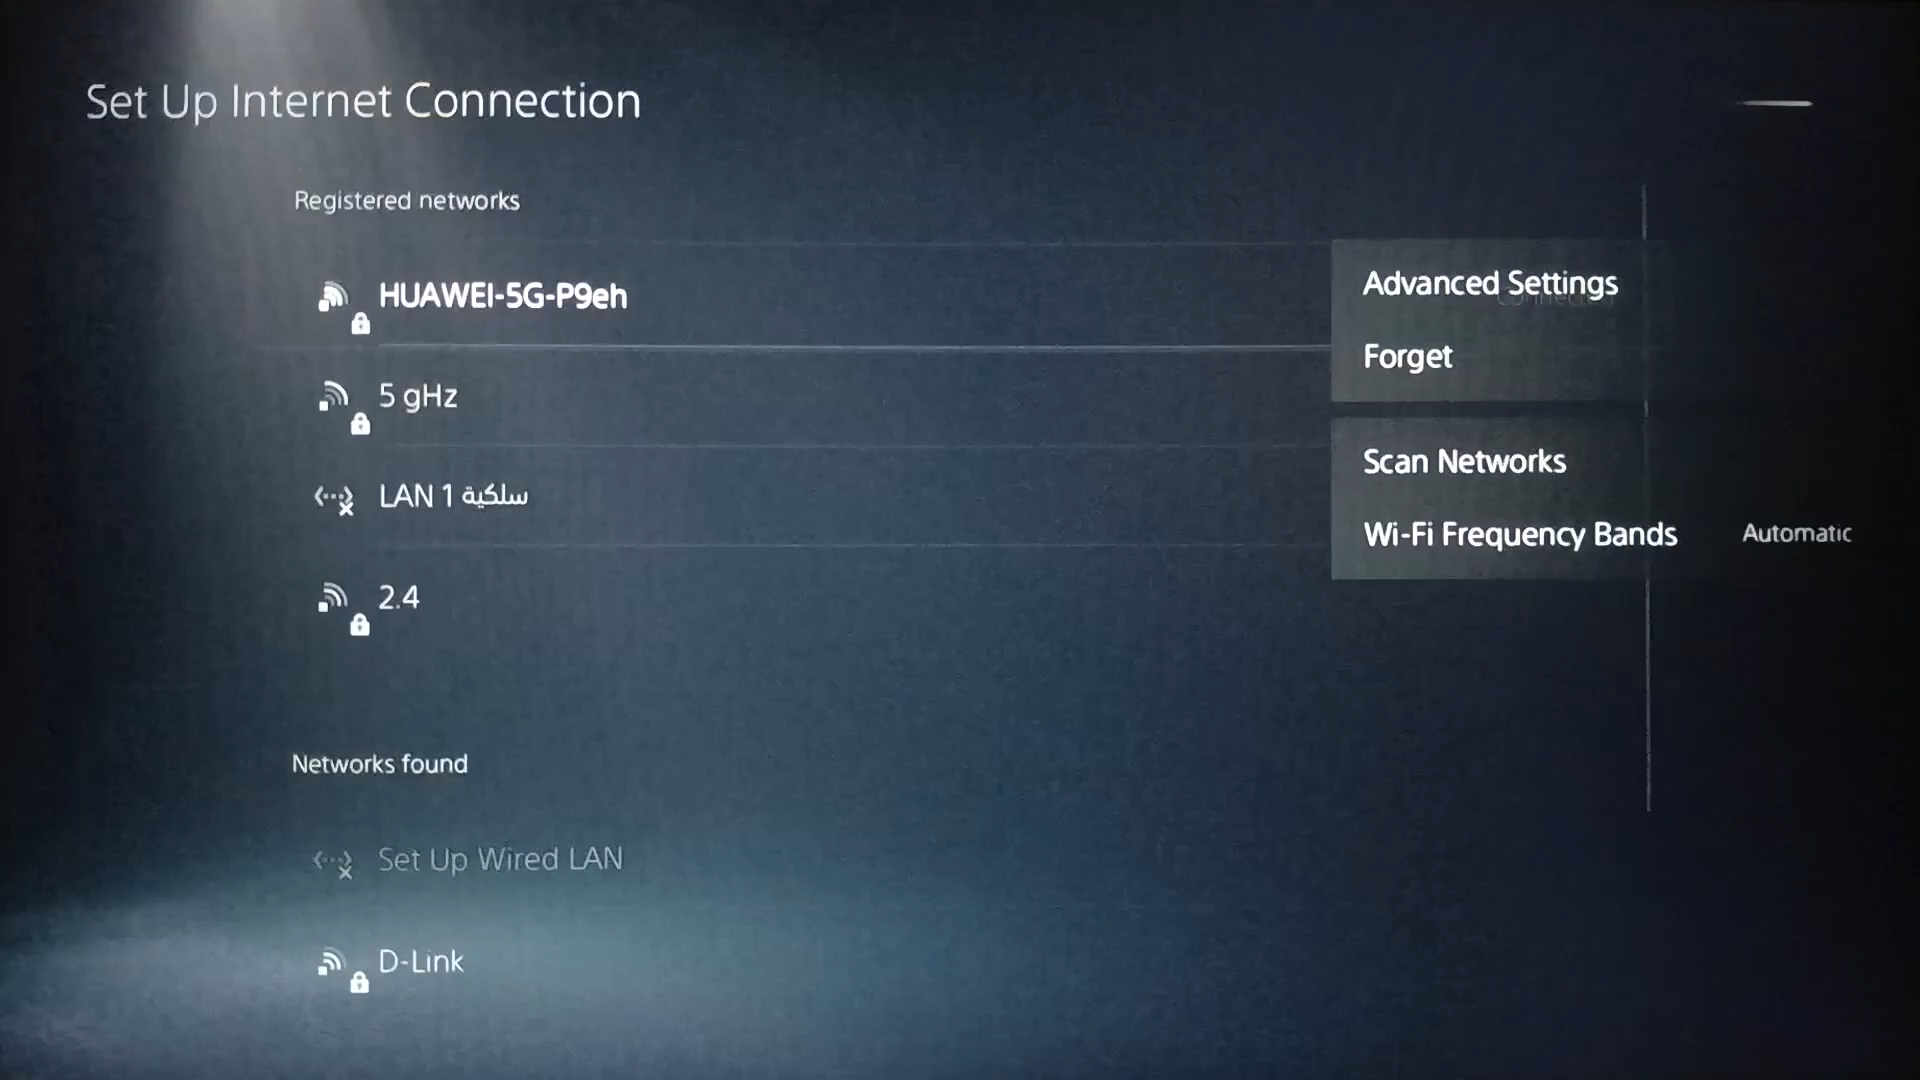 Set Up Internet Connection
Registered networks
HUAWEI-5G-P9eh
5 gHz
LAN 1 سلكية
2.4
Networks found
Set Up Wired LAN
D-Link
Advanced Settings
Forget
Scan Networks
Wi-Fi Frequency Bands Automatic